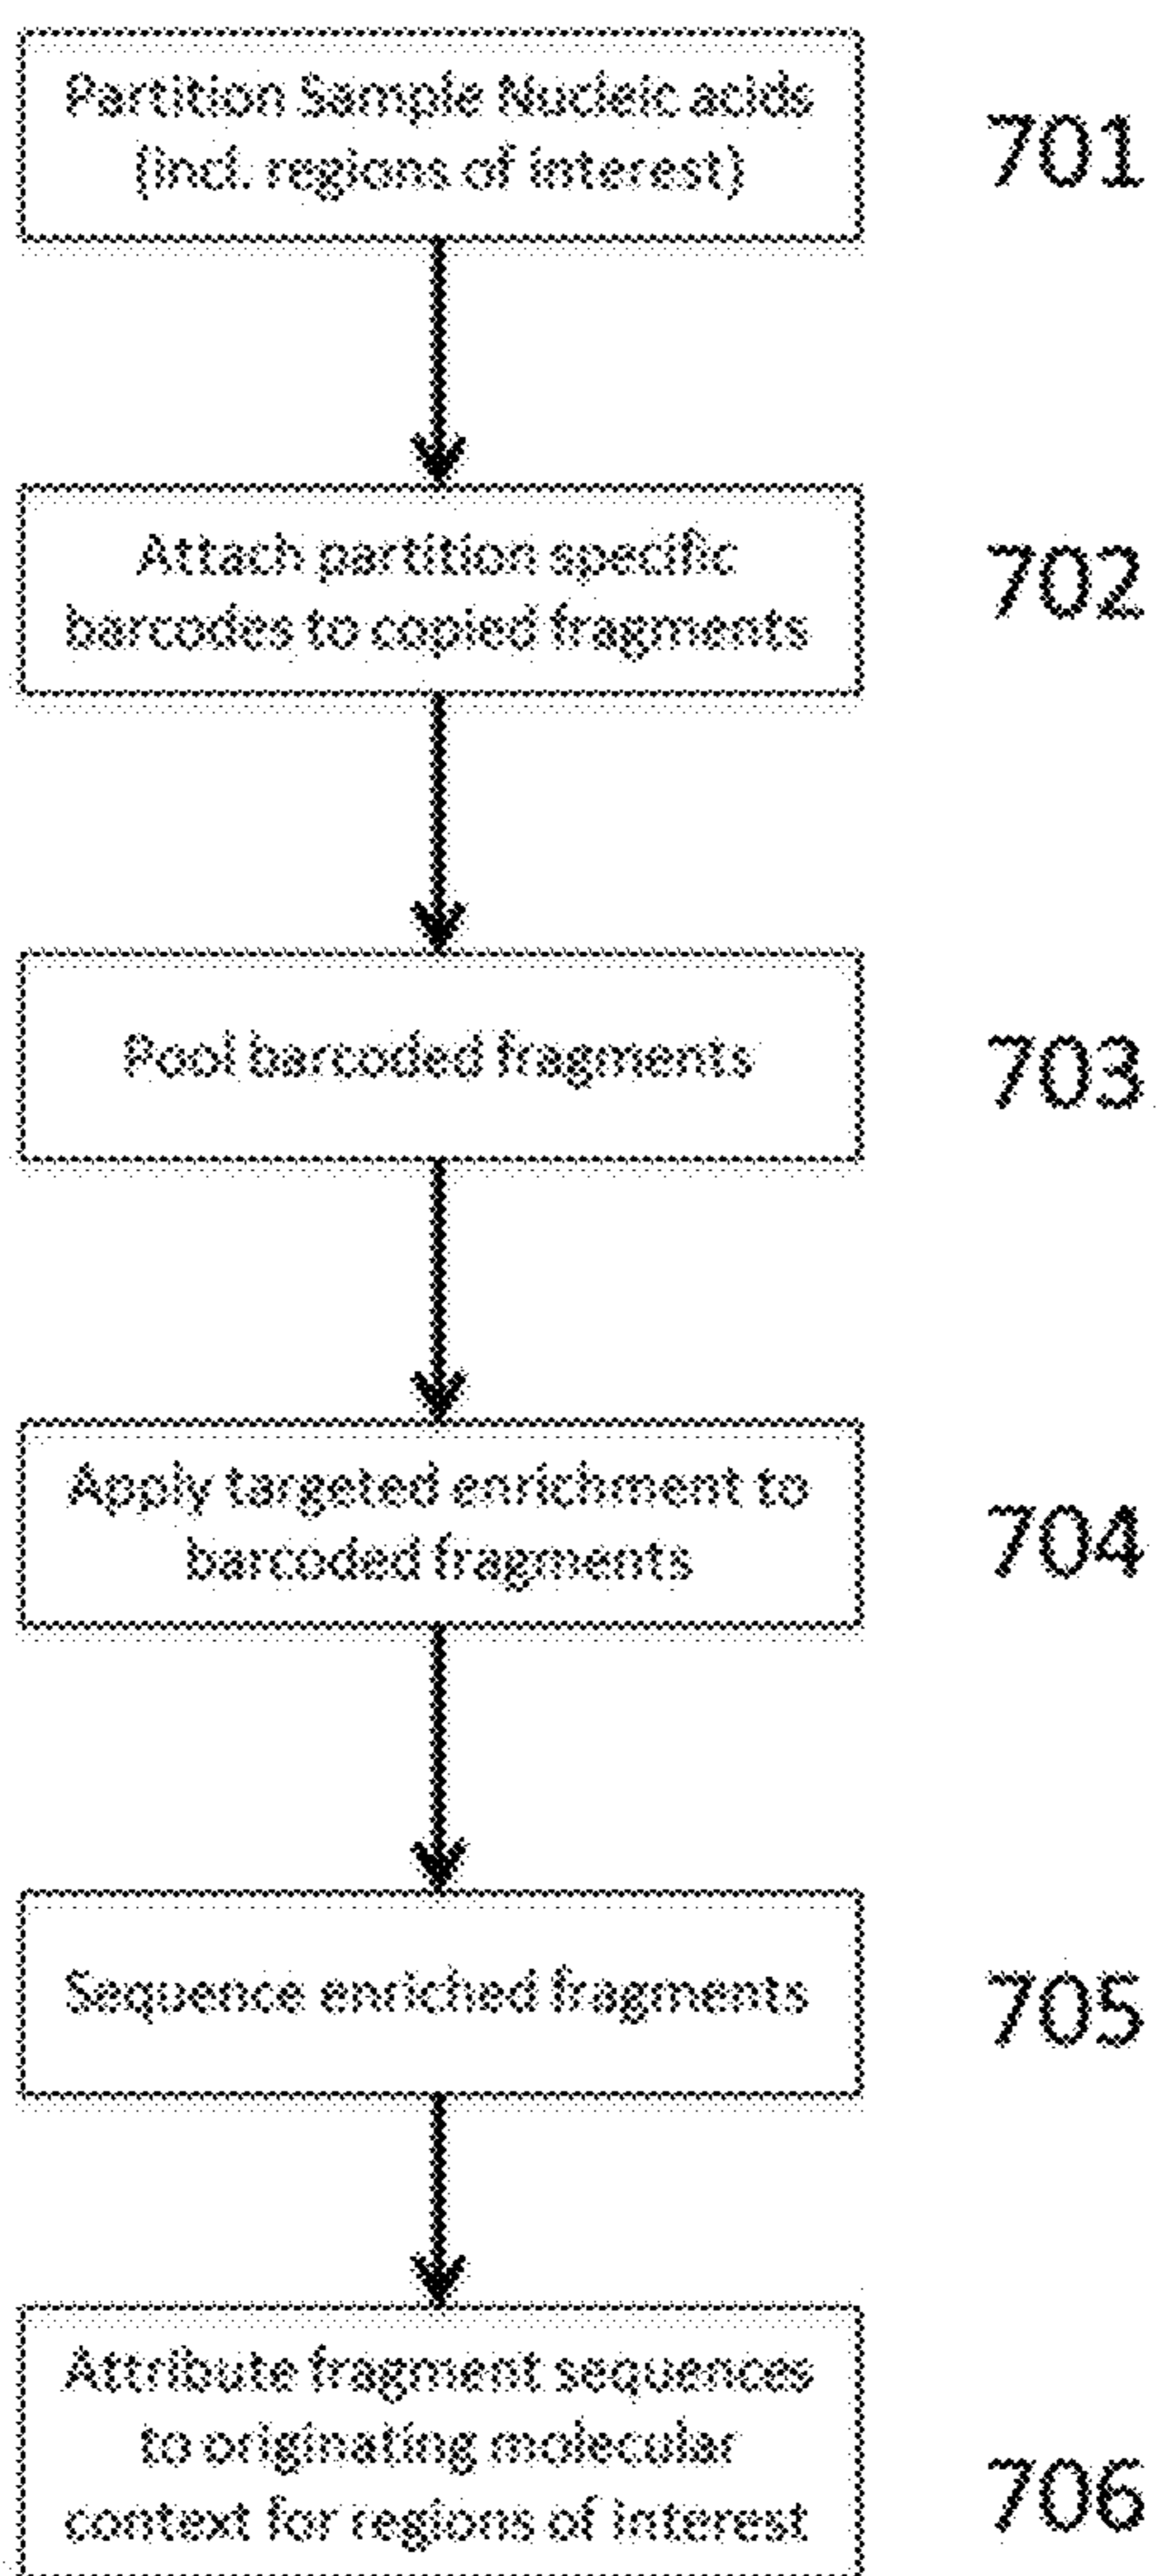 Partition Sample Nucleic acids
(incl. regions of interest)
701
Attach partition specific
barcodes to copied fragments
702
Pool barcoded fragments
703
Apply targeted enrichment to
barcoded fragments
704
Sequence enriched fragments
705
Attribute fragment sequences
to originating molecular
context for regions of interest
706